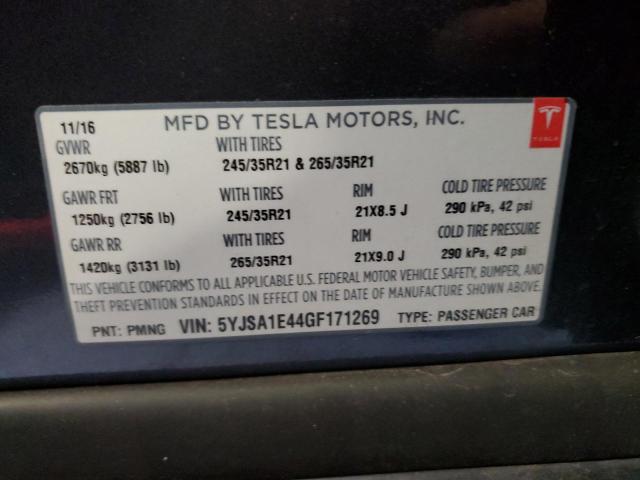 11/16 MFD BY TESLA MOTORS, INC.
GVWR WITH TIRES
2670kg (5887 lb) 245/35R21 & 265/35R21
GAWR FRT WITH TIRES RIM COLD TIRE PRESSURE
1250kg (2756 lb) 245/35R21 21X8.5 J 290 kPa, 42 psi
GAWR RR WITH TIRES RIM COLD TIRE PRESSURE
1420kg (3131 lb) 265/35R21 21X9.0 J 290 kPa, 42 psi
THIS VEHICLE CONFORMS TO ALL APPLICABLE U.S. FEDERAL MOTOR VEHICLE SAFETY, BUMPER, AND
THEFT PREVENTION STANDARDS IN EFFECT ON THE DATE OF MANUFACTURE SHOWN ABOVE.
PNT: PMNG VIN: 5YJSA1E44GF171269 TYPE: PASSENGER CAR
TESLA